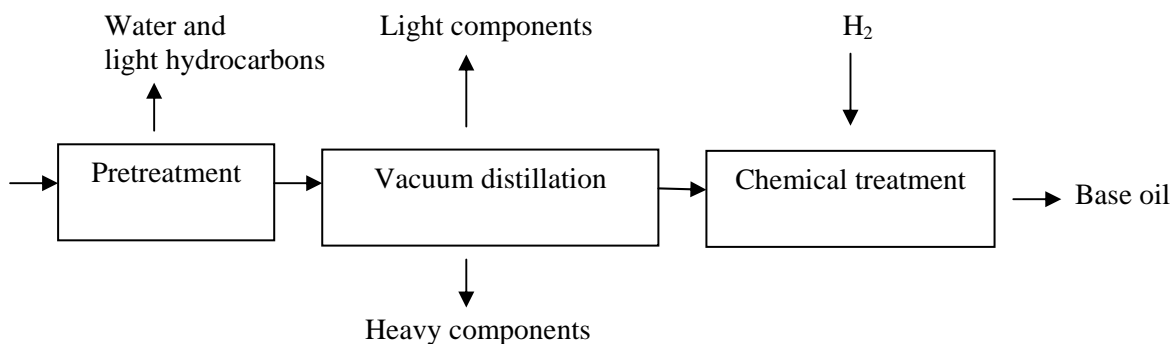 Water and
light hydrocarbons
Light components
H₂
Pretreatment
Vacuum distillation
Chemical treatment
Base oil
Heavy components